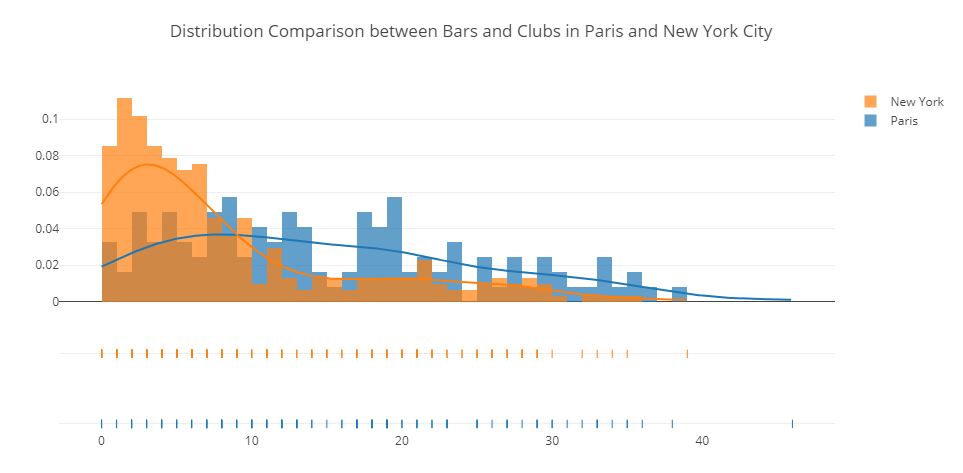 Distribution Comparison between Bars and Clubs in Paris and New York City
New York
Paris
0.1
0.08
0.06
0.04
0.02
0
0 10 20 30 40